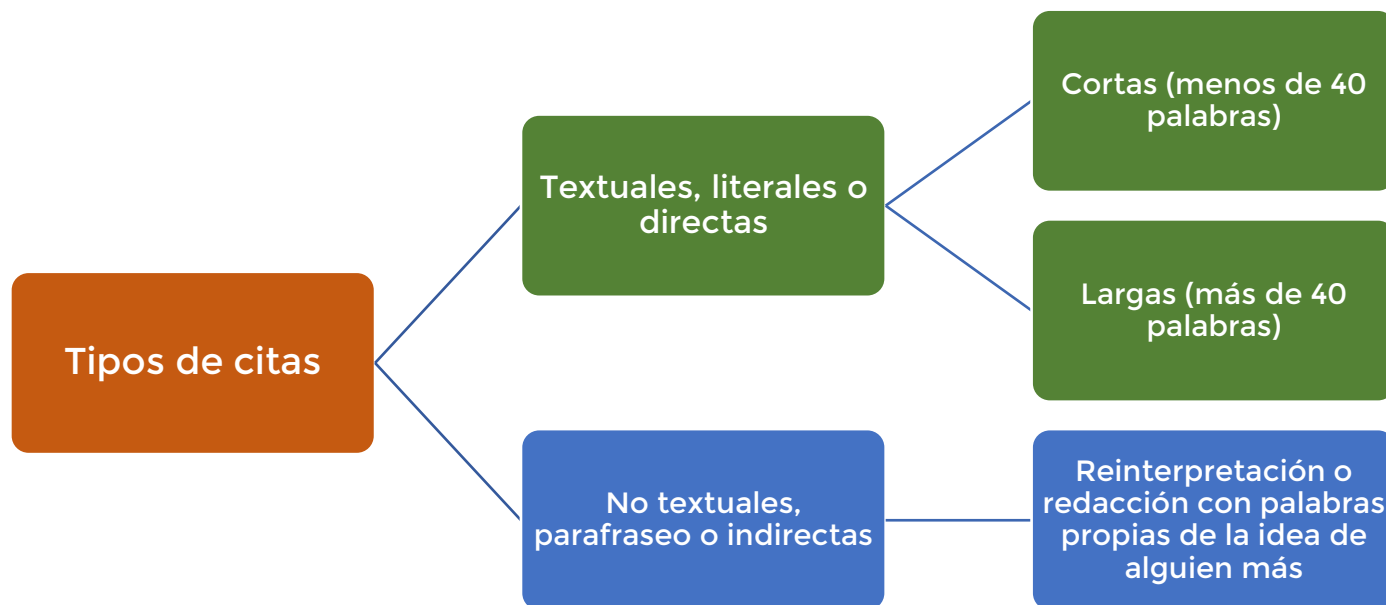 Tipos de citas
Textuales, literales o
directas
Cortas (menos de 40
palabras)
Largas (más de 40
palabras)
No textuales,
parafraseo o indirectas
Reinterpretación o
redacción con palabras
propias de la idea de
alguien más